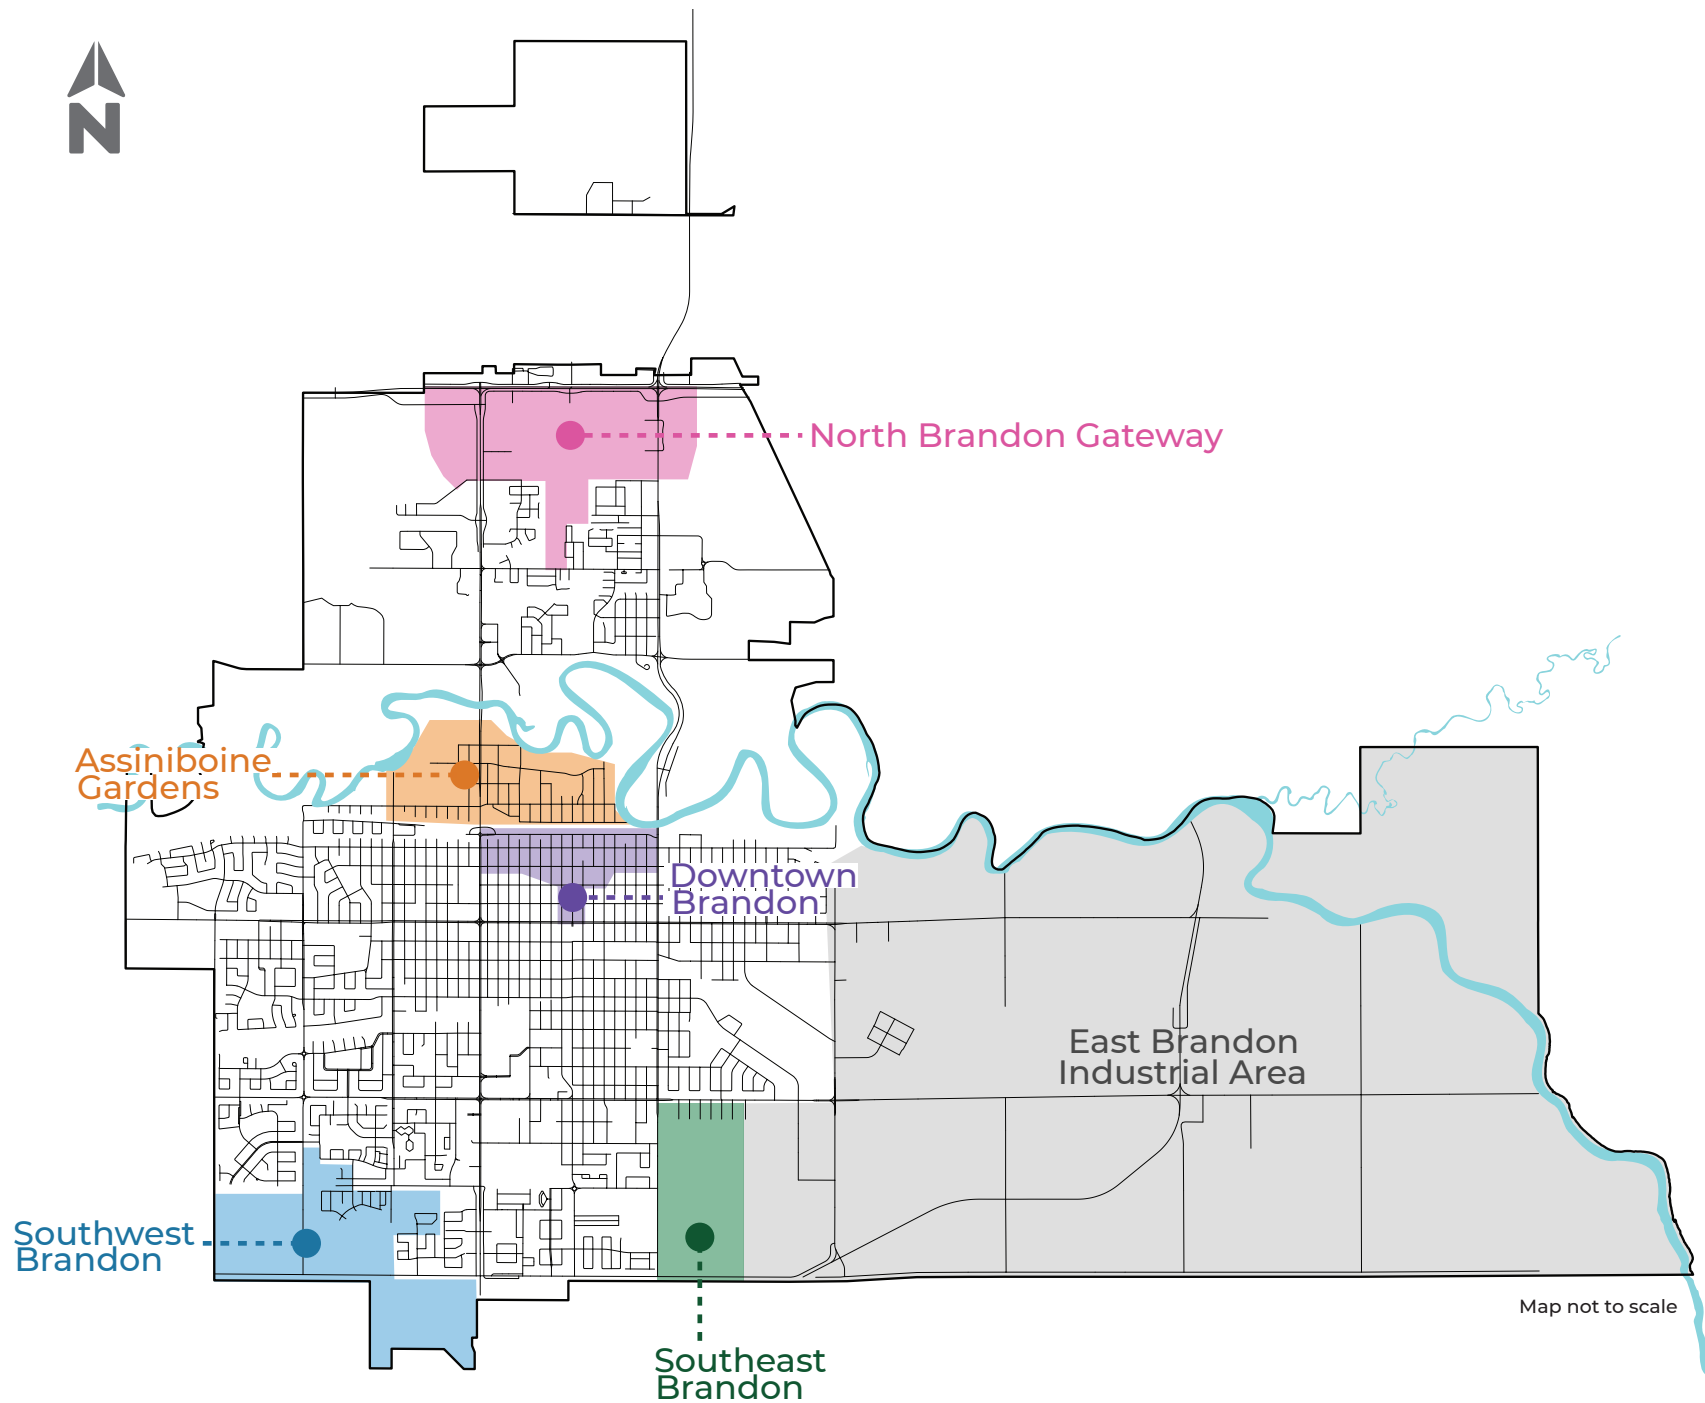 N
North Brandon Gateway
Assiniboine
Gardens
Downtown
Brandon
East Brandon
Industrial Area
Southwest
Brandon
Map not to scale
Southeast
Brandon